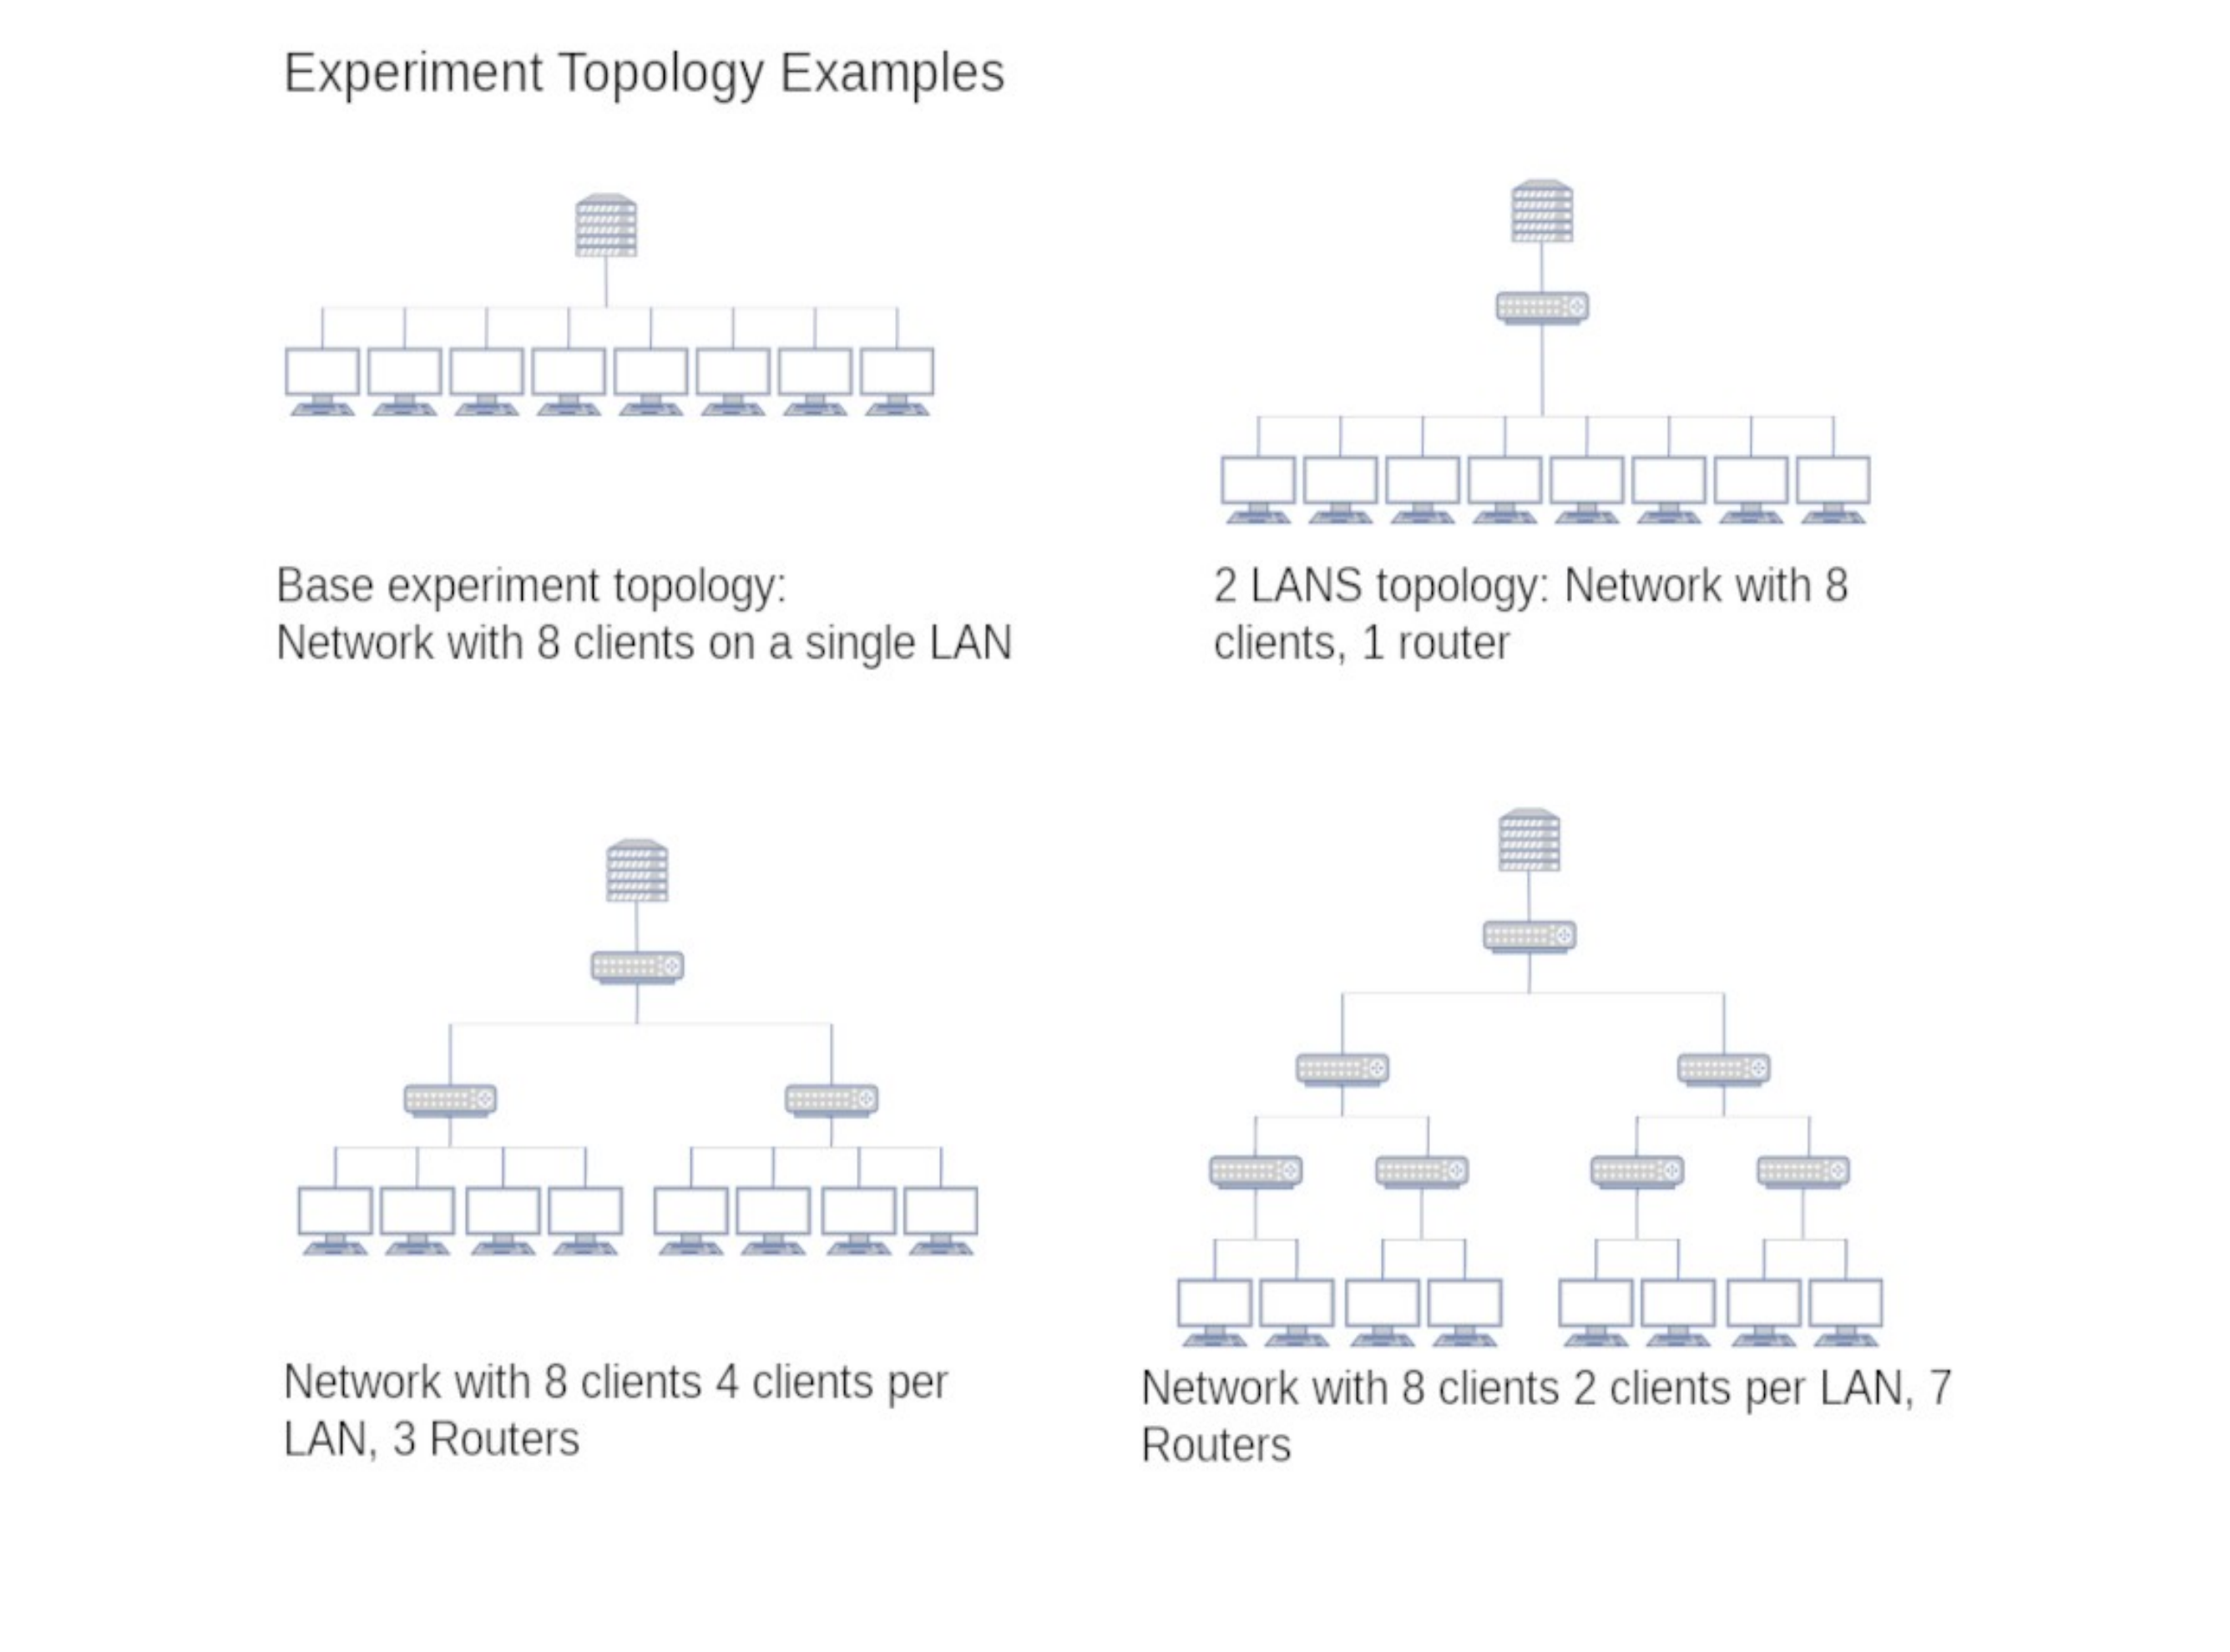 Experiment Topology Examples
Base experiment topology:
Network with 8 clients on a single LAN
2 LANS topology: Network with 8
clients, 1 router
Network with 8 clients 4 clients per
LAN, 3 Routers
Network with 8 clients 2 clients per LAN, 7
Routers